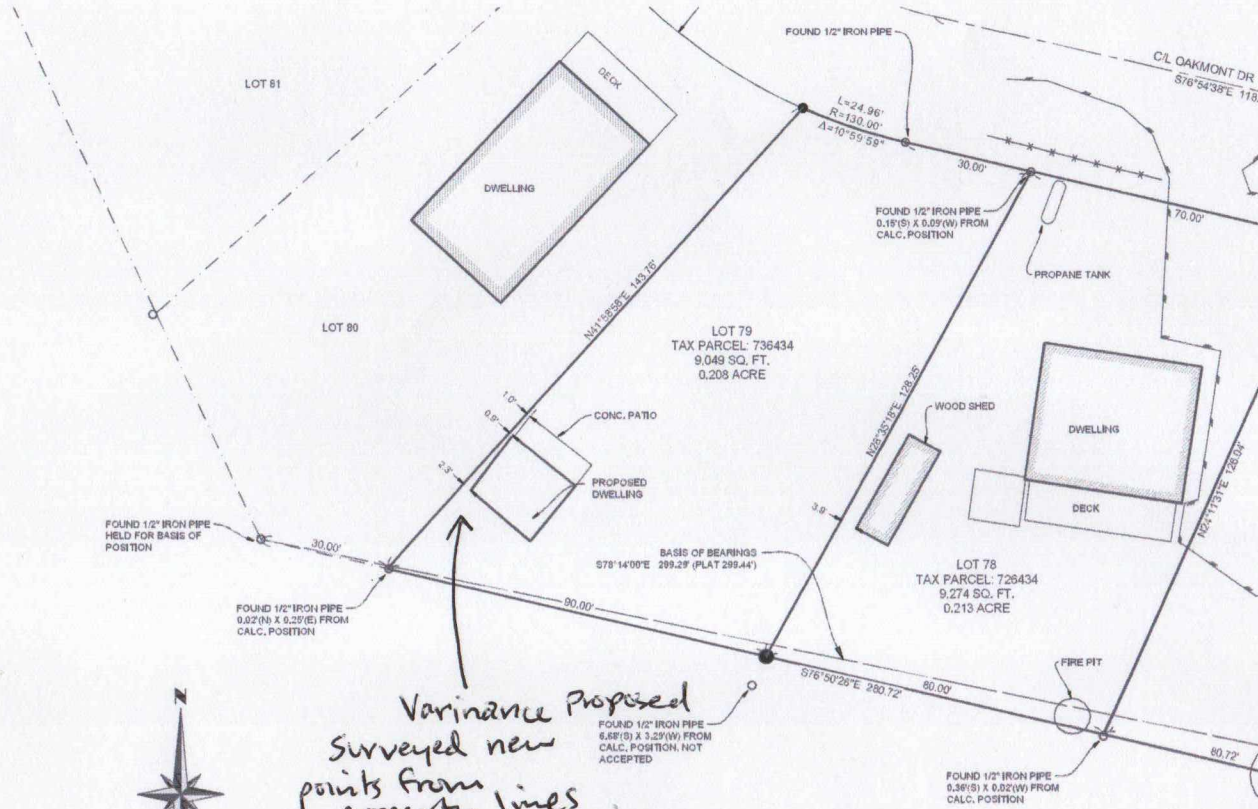 LOT 81
DECK
DWELLING
LOT 80
FOUND 1/2" IRON PIPE
C/L OAKMONT DR
S76°54'38"E 118.
L=24.96'
R=130.00'
Δ=10°59'59"
30.00'
FOUND 1/2" IRON PIPE
0.15'(S) X 0.09'(W) FROM
CALC. POSITION
70.00'
PROPANE TANK
N41°58'58"E 143.76'
LOT 79
TAX PARCEL: 736434
9,049 SQ. FT.
0.208 ACRE
N28°35'18"E 128.25'
1.0'
0.9'
2.3'
CONC. PATIO
PROPOSED
DWELLING
WOOD SHED
DWELLING
DECK
3.9'
N24°11'31"E 128.04'
FOUND 1/2" IRON PIPE
HELD FOR BASIS OF
POSITION
30.00'
BASIS OF BEARINGS
S78°14'00"E 299.29' (PLAT 299.44')
LOT 78
TAX PARCEL: 726434
9,274 SQ. FT.
0.213 ACRE
FOUND 1/2" IRON PIPE
0.02'(N) X 0.25'(E) FROM
CALC. POSITION
90.00'
S76°50'26"E 280.72'
80.00'
FIRE PIT
80.72'
N
Varinance proposed
surveyed new
points from
lines
FOUND 1/2" IRON PIPE
6.68'(S) X 3.29'(W) FROM
CALC. POSITION. NOT
ACCEPTED
FOUND 1/2" IRON PIPE
0.36'(S) X 0.02'(W) FROM
CALC. POSITION